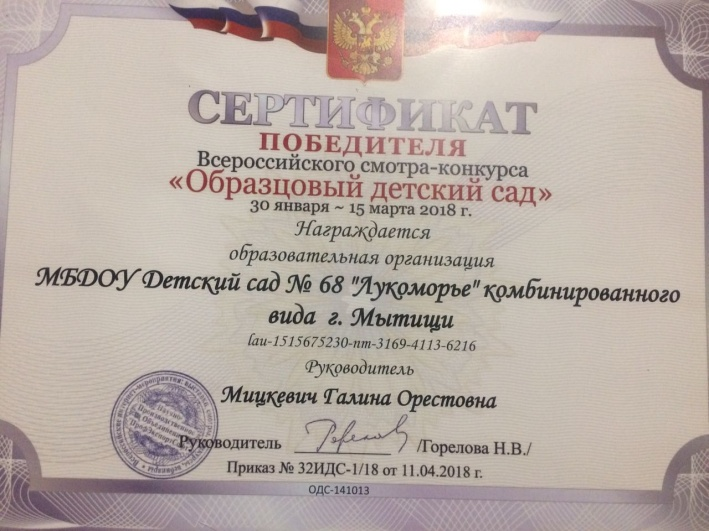 СЕРТИФИКАТ
ПОБЕДИТЕЛЯ
Всероссийского смотра-конкурса
«Образцовый детский сад»
30 января ~ 15 марта 2018 г.
Награждается
образовательная организация
МБДОУ Детский сад № 68 "Лукоморье" комбинированного
вида г. Мытищи
lau-1515675230-nm-3169-4113-6216
Руководитель
Мицкевич Галина Орестовна
Руководитель /Горелова Н.В./
Приказ № 32ИДС-1/18 от 11.04.2018 г.
ОДС-141013